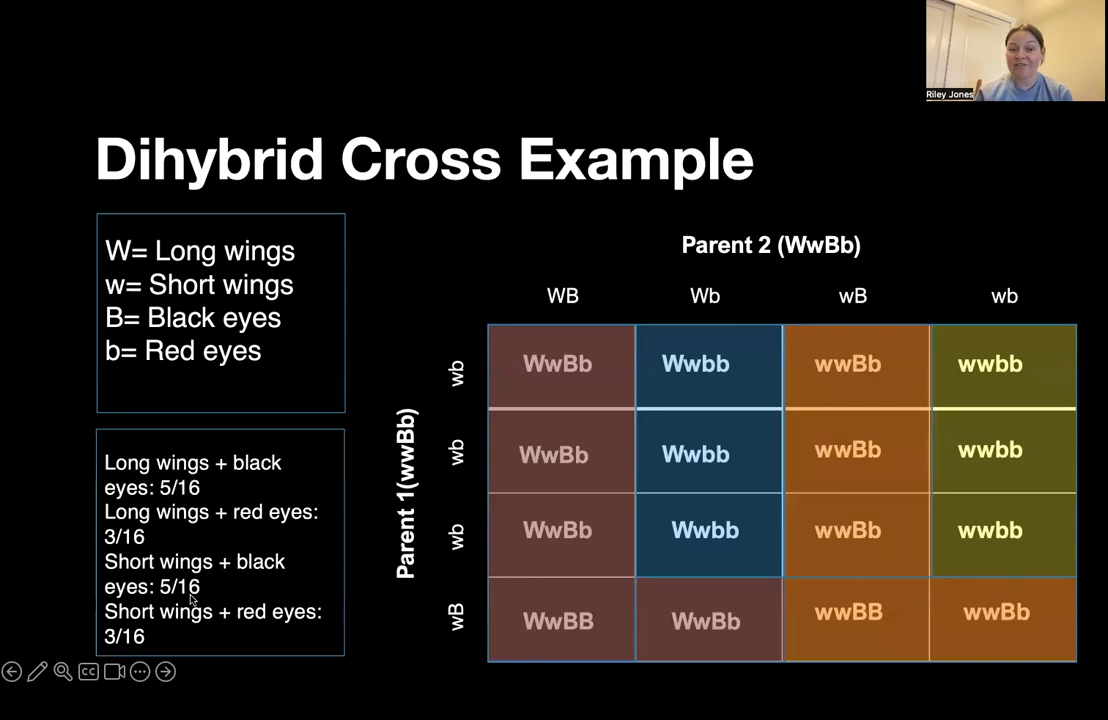 Riley Jones
Dihybrid Cross Example
W= Long wings
w= Short wings
B= Black eyes
b= Red eyes
Long wings + black
eyes: 5/16
Long wings + red eyes:
3/16
Short wings + black
eyes: 5/16
Short wings + red eyes:
3/16
Parent 2 (WwBb)
WB Wb wB wb
Parent 1(wwBb)
wb WwBb Wwbb wwBb wwbb
wb WwBb Wwbb wwBb wwbb
wb WwBb Wwbb wwBb wwbb
wB WwBB WwBb wwBB wwBb
CC